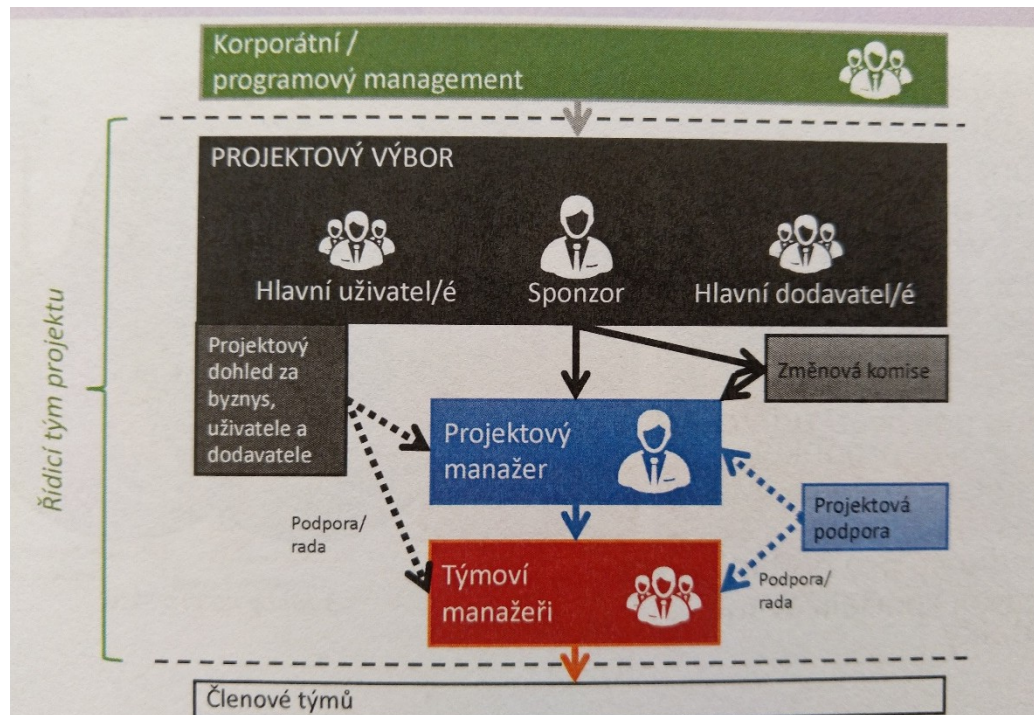 Korporátní /
programový management
PROJEKTOVÝ VÝBOR
Hlavní uživatel/é
Sponzor
Hlavní dodavatel/é
Řídicí tým projektu
Projektový
dohled za
byznys,
uživatele a
dodavatele
Změnová komise
Projektový
manažer
Projektová
podpora
Podpora/
rada
Týmoví
manažeři
Podpora/
rada
Členové týmů